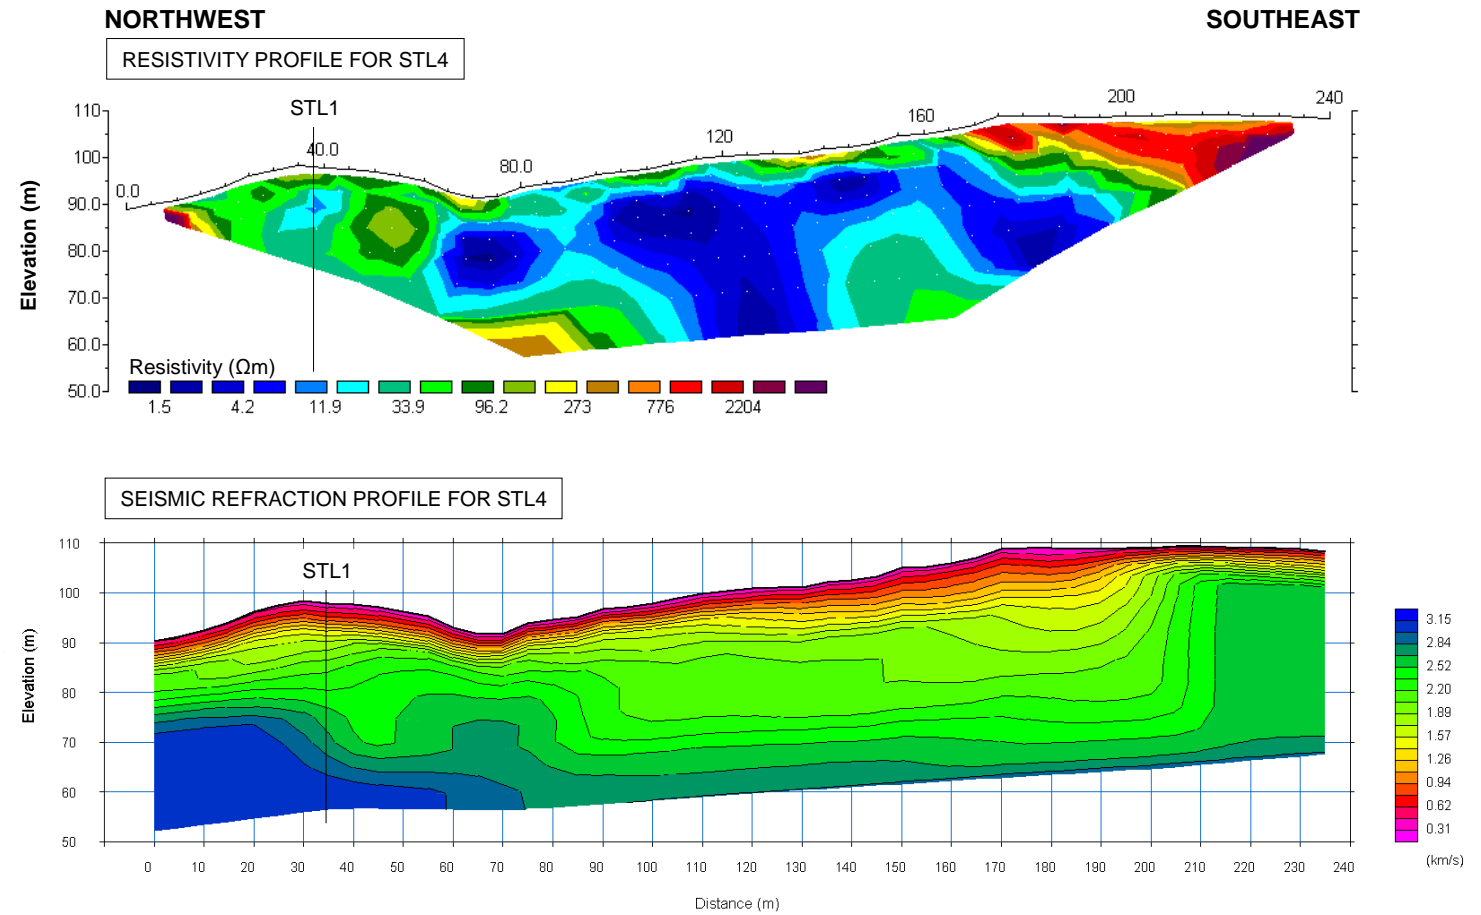 NORTHWEST SOUTHEAST
RESISTIVITY PROFILE FOR STL4
STL1
0.0 40.0 80.0 120 160 200 240
Elevation (m)
110
100
90.0
80.0
70.0
60.0
50.0
Resistivity (Ωm)
1.5 4.2 11.9 33.9 96.2 273 776 2204
SEISMIC REFRACTION PROFILE FOR STL4
STL1
Elevation (m)
110
100
90
80
70
60
50
0 10 20 30 40 50 60 70 80 90 100 110 120 130 140 150 160 170 180 190 200 210 220 230 240
Distance (m)
3.15
2.84
2.52
2.20
1.89
1.57
1.26
0.94
0.62
0.31
(km/s)